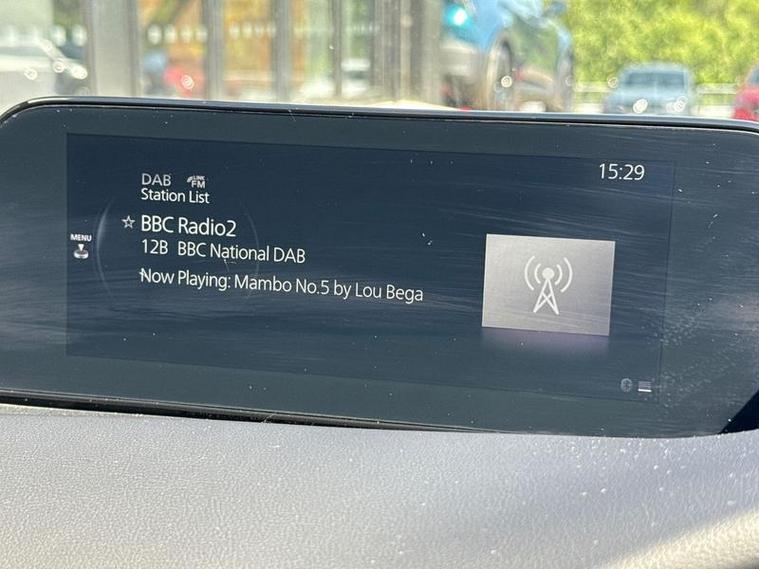 15:29
DAB LINK FM
Station List
☆ BBC Radio2
MENU
12B BBC National DAB
Now Playing: Mambo No.5 by Lou Bega